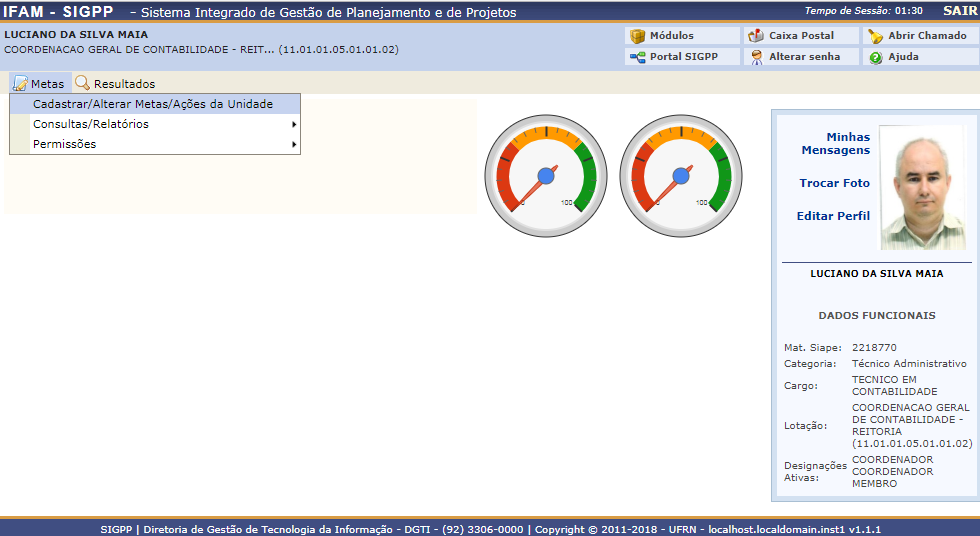 IFAM - SIGPP - Sistema Integrado de Gestão de Planejamento e de Projetos
Tempo de Sessão: 01:30 SAIR
LUCIANO DA SILVA MAIA
COORDENACAO GERAL DE CONTABILIDADE - REIT... (11.01.01.05.01.01.02)
Módulos
Caixa Postal
Abrir Chamado
Portal SIGPP
Alterar senha
Ajuda
Metas
Resultados
Cadastrar/Alterar Metas/Ações da Unidade
Consultas/Relatórios
Permissões
0 100
0 100
Minhas
Mensagens
Trocar Foto
Editar Perfil
LUCIANO DA SILVA MAIA
DADOS FUNCIONAIS
Mat. Siape: 2218770
Categoria: Técnico Administrativo
Cargo: TECNICO EM
CONTABILIDADE
Lotação: COORDENACAO GERAL
DE CONTABILIDADE -
REITORIA
(11.01.01.05.01.01.02)
Designações
Ativas:
COORDENADOR
COORDENADOR
MEMBRO
SIGPP | Diretoria de Gestão de Tecnologia da Informação - DGTI - (92) 3306-0000 | Copyright © 2011-2018 - UFRN - localhost.localdomain.inst1 v1.1.1